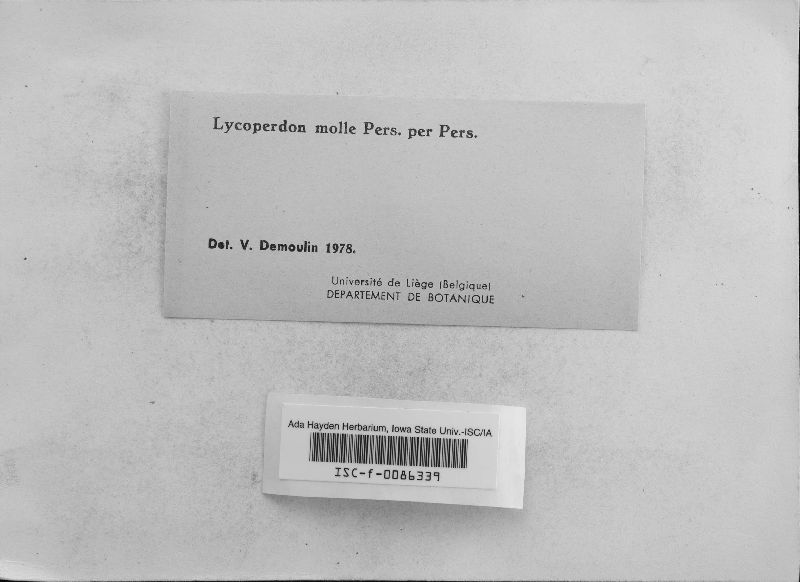 Lycoperdon molle Pers. per Pers.
Det. V. Demoulin 1978.
Université de Liège (Belgique)
DEPARTEMENT DE BOTANIQUE
Ada Hayden Herbarium, Iowa State Univ.-ISC/IA
ISC-f-0086339